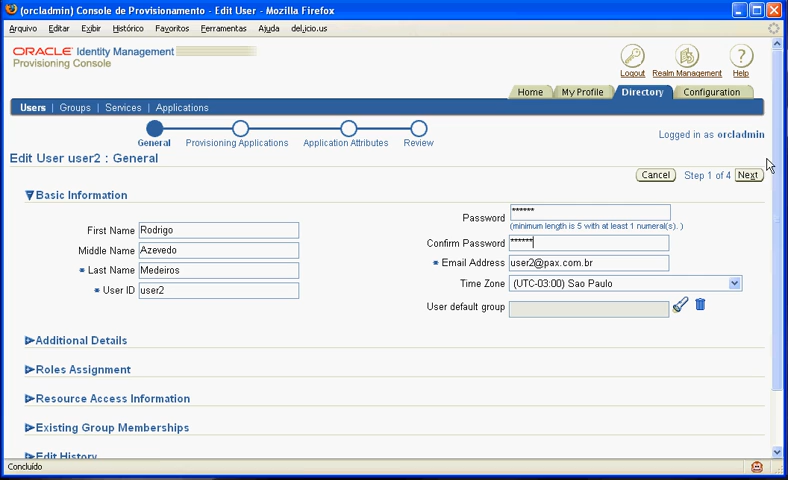 (orcladmin) Console de Provisionamento - Edit User - Mozilla Firefox
Arquivo Editar Exibir Histórico Favoritos Ferramentas Ajuda del.icio.us
ORACLE Identity Management
Provisioning Console
Logout Realm Management Help
Home My Profile Directory Configuration
Users | Groups | Services | Applications
General Provisioning Applications Application Attributes Review
Logged in as orcladmin
Edit User user2 : General
Cancel Step 1 of 4 Next
Basic Information
First Name Rodrigo
Middle Name Azevedo
* Last Name Medeiros
* User ID user2
Password ******
(minimum length is 5 with at least 1 numeral(s). )
Confirm Password ******
* Email Address user2@pax.com.br
Time Zone (UTC-03:00) Sao Paulo
User default group
Additional Details
Roles Assignment
Resource Access Information
Existing Group Memberships
Edit History
Concluído